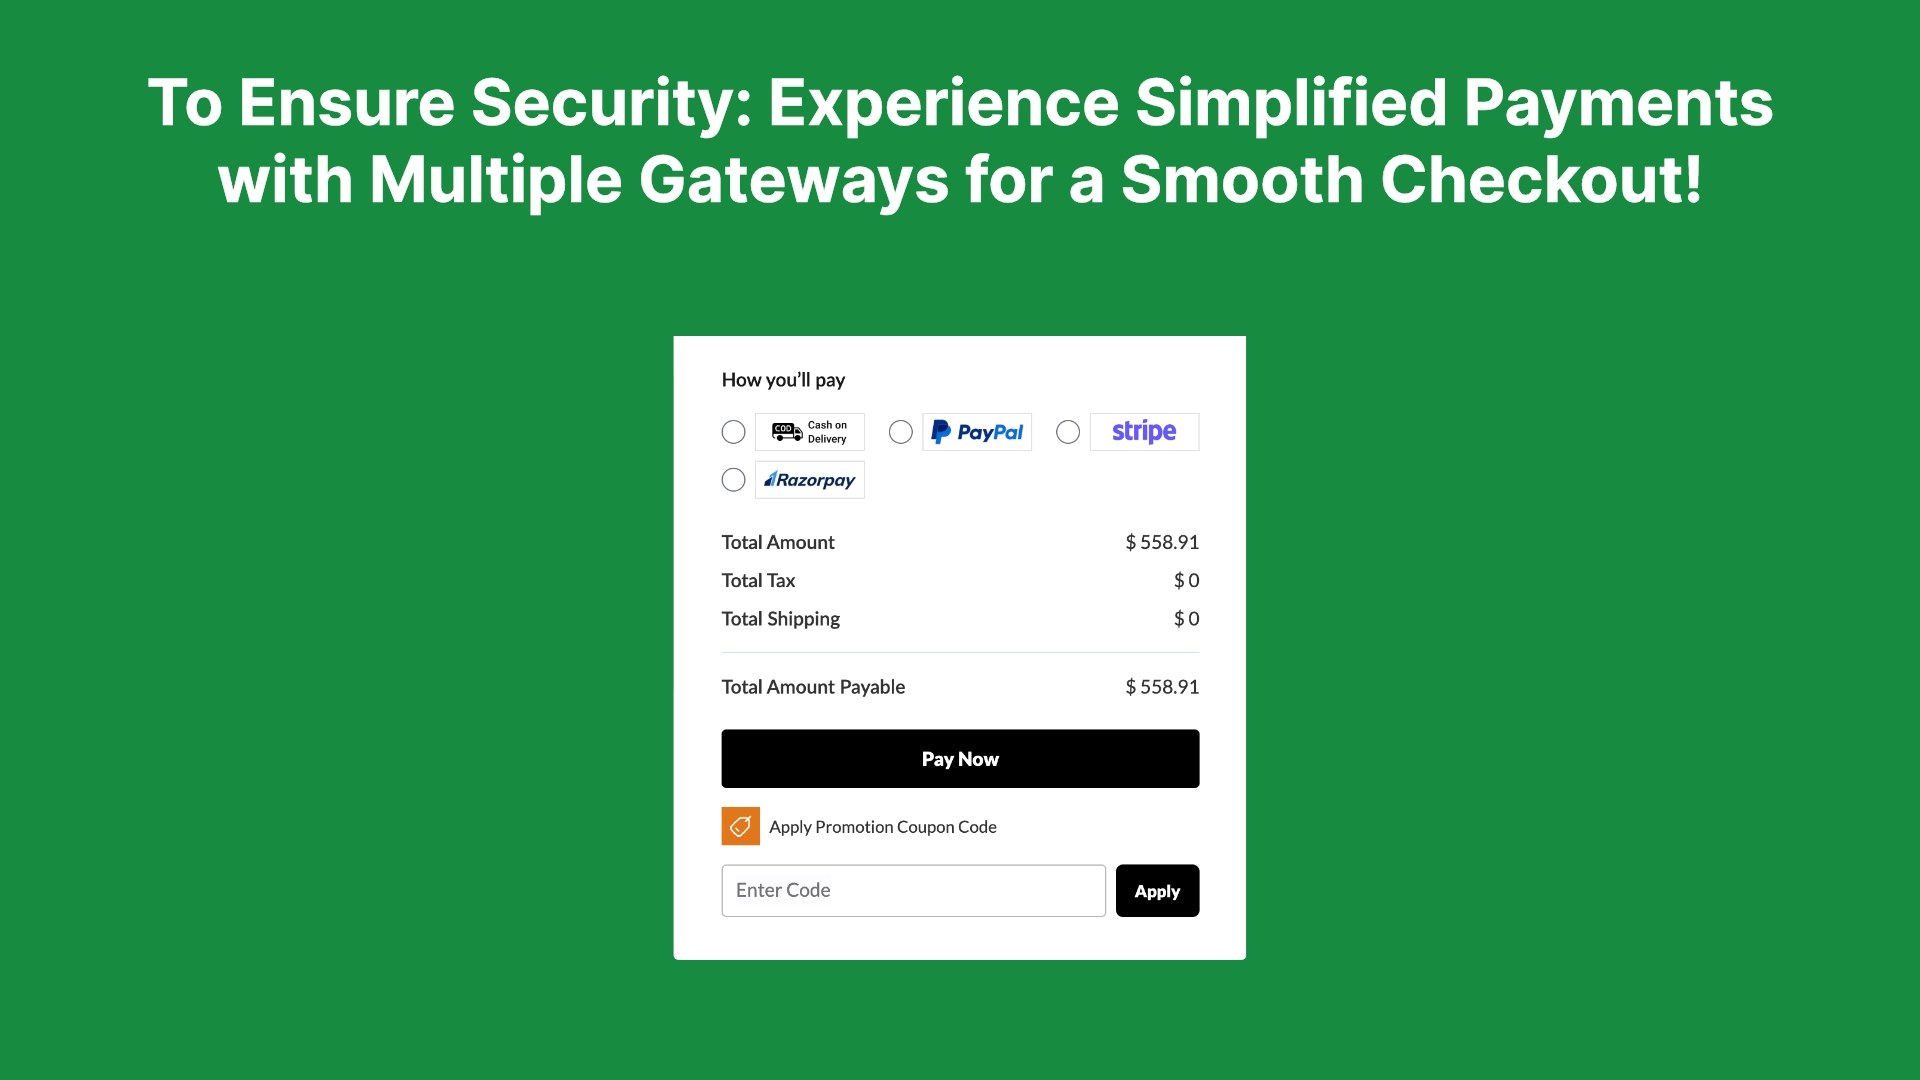 To Ensure Security: Experience Simplified Payments
with Multiple Gateways for a Smooth Checkout!
How you'll pay
COD Cash on
Delivery
PayPal
stripe
Razorpay
Total Amount $ 558.91
Total Tax $ 0
Total Shipping $ 0
Total Amount Payable $ 558.91
Pay Now
Apply Promotion Coupon Code
Enter Code
Apply